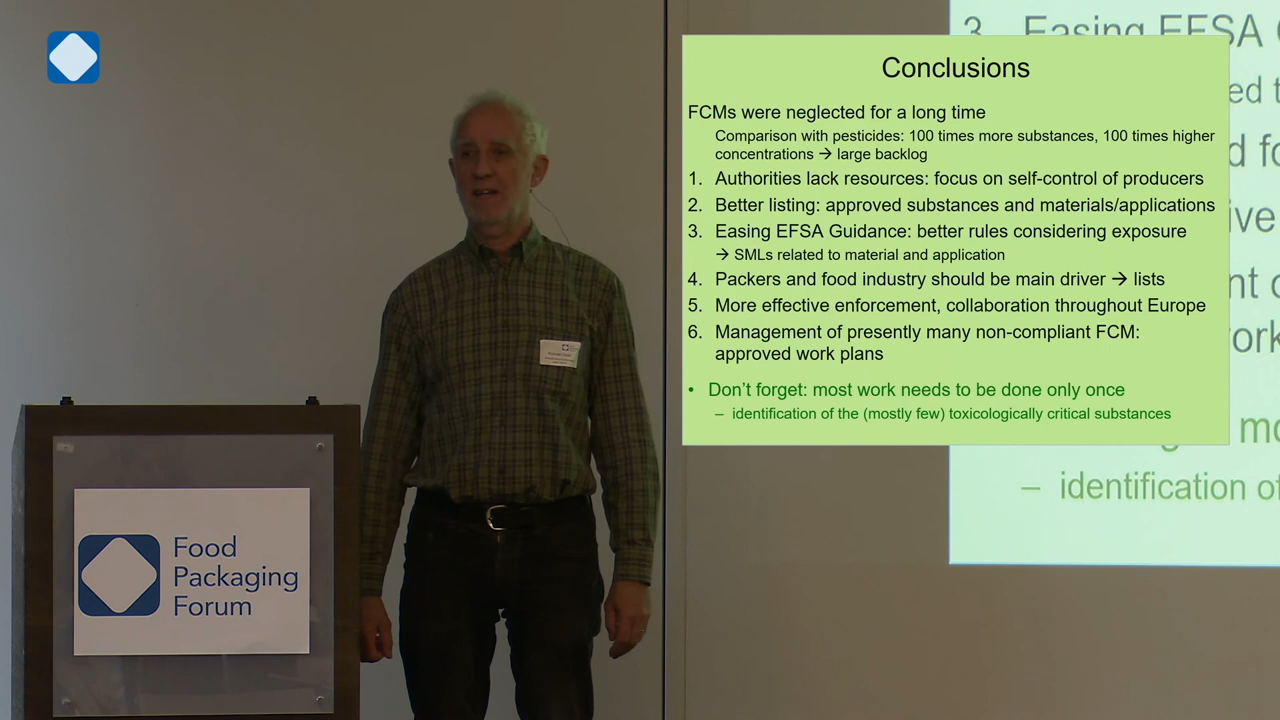 Conclusions
FCMs were neglected for a long time
Comparison with pesticides: 100 times more substances, 100 times higher
concentrations → large backlog
1. Authorities lack resources: focus on self-control of producers
2. Better listing: approved substances and materials/applications
3. Easing EFSA Guidance: better rules considering exposure
→ SMLs related to material and application
4. Packers and food industry should be main driver → lists
5. More effective enforcement, collaboration throughout Europe
6. Management of presently many non-compliant FCM:
approved work plans
• Don't forget: most work needs to be done only once
– identification of the (mostly few) toxicologically critical substances
3. Easing EFSA
– identification of
Food
Packaging
Forum